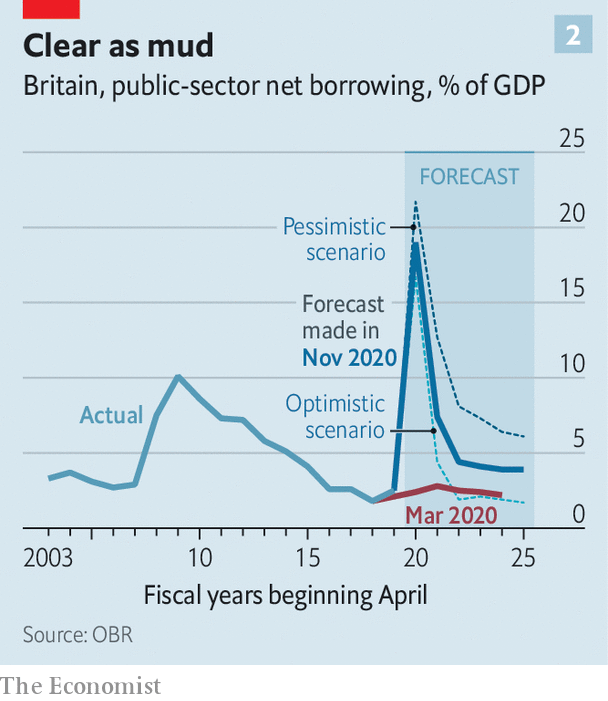 Clear as mud
2
Britain, public-sector net borrowing, % of GDP
25
FORECAST
20
Pessimistic
scenario
15
Forecast
made in
Nov 2020
10
Optimistic
scenario
Actual
5
Mar 2020
0
2003 10 15 20 25
Fiscal years beginning April
Source: OBR
The Economist